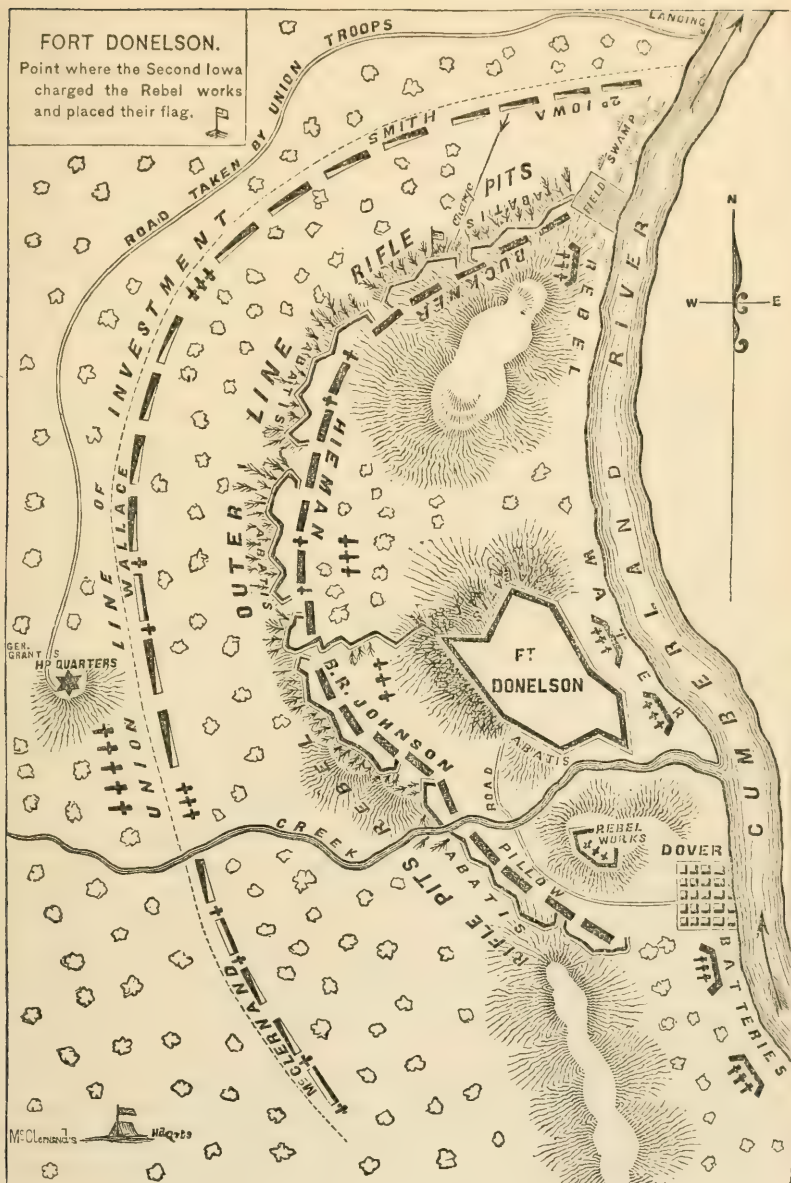 FORT DONELSON.
Point where the Second Iowa
charged the Rebel works
and placed their flag.
LANDING
ROAD TAKEN BY UNION TROOPS
SMITH
2D IOWA
SWAMP
FIELD
Charge
RIFLE PITS
ABATIS
BUCKNER
N
W E
LINE OF INVESTMENT
WALLACE
OUTER LINE
ABATIS
HIEMAN
ABATIS
REBEL WATER BATTERIES
CUMBERLAND RIVER
GEN. GRANT'S
HD QUARTERS
UNION
FT
DONELSON
B.R. JOHNSON
ABATIS
ROAD
REBEL RIFLE PITS
CREEK
REBEL
WORKS
DOVER
PILLOW
ABATIS
McCLERNAND
McClernand's Hdqrts